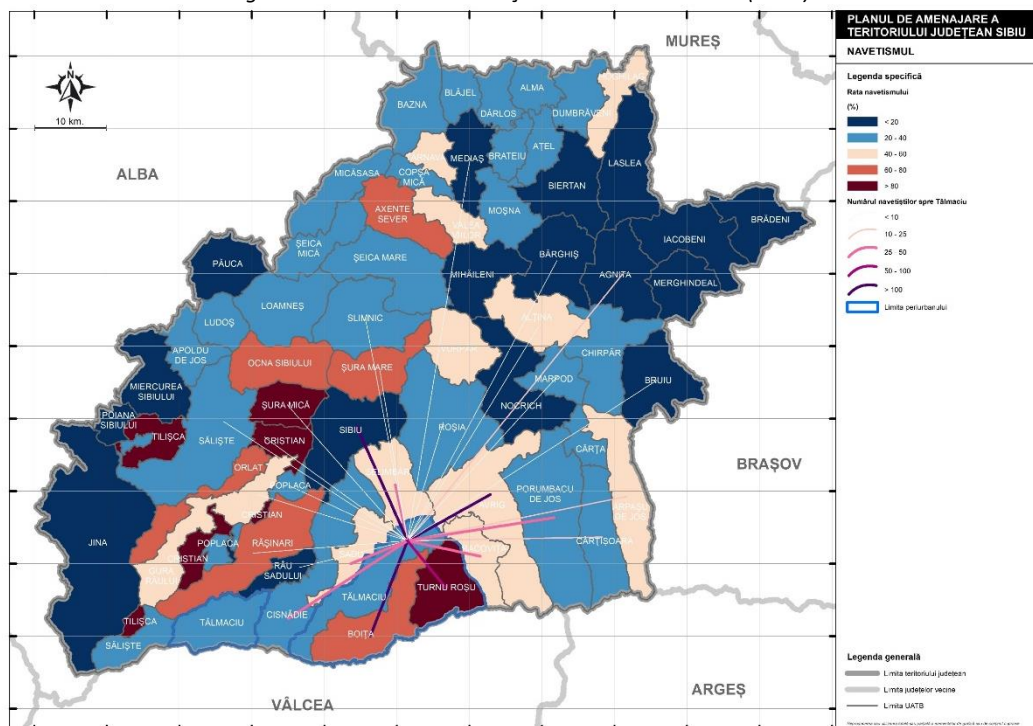 PLANUL DE AMENAJARE A
TERITORIULUI JUDEȚEAN SIBIU
NAVETISMUL
Legenda specifică
Rata navetismului
(%)
< 20
20 - 40
40 - 60
60 - 80
> 80
Numărul navetiștilor spre Tălmaciu
< 10
10 - 25
25 50
50 - 100
> 100
Limita periurbanului
Legenda generală
Limita teritoriului județean
Limita județelor vecine
Limita UATB
N
10 km.
MUREȘ
ALBA
BRAȘOV
ARGEȘ
VÂLCEA
BAZNA
BLĂJEL
DÂRLOS
ALMA
DUMBRĂVENI
MEDIAȘ
BRATEIU
AȚEL
LASLEA
MICĂSASA
COPȘA
MICĂ
BIERTAN
AXENTE
SEVER
MOȘNA
BRĂDENI
IACOBENI
ȘEICA
MICĂ
ȘEICA MARE
BÂRGHIȘ
PĂUCA
MIHĂILENI
AGNITA
MERGHINDEAL
LOAMNEȘ
SLIMNIC
LUDOȘ
APOLDU
DE JOS
OCNA SIBIULUI
ȘURA MARE
CHIRPĂR
MARPOD
BRUIU
MIERCUREA
SIBIULUI
NOCRICH
ȘURA MICĂ
POIANA
SIBIULUI
TILIȘCA
SĂLIȘTE
CRISTIAN
SIBIU
ROȘIA
CÂRȚA
ORLAT
POPLACA
PORUMBACU
DE JOS
CRISTIAN
JINA
POPLACA
RĂȘINARI
CÂRȚIȘOARA
CRISTIAN
GURA
RÂULUI
RÂU
SADULUI
TĂLMACIU
TURNU ROȘU
TILIȘCA
TĂLMACIU
CISNĂDIE
BOIȚA
SĂLIȘTE